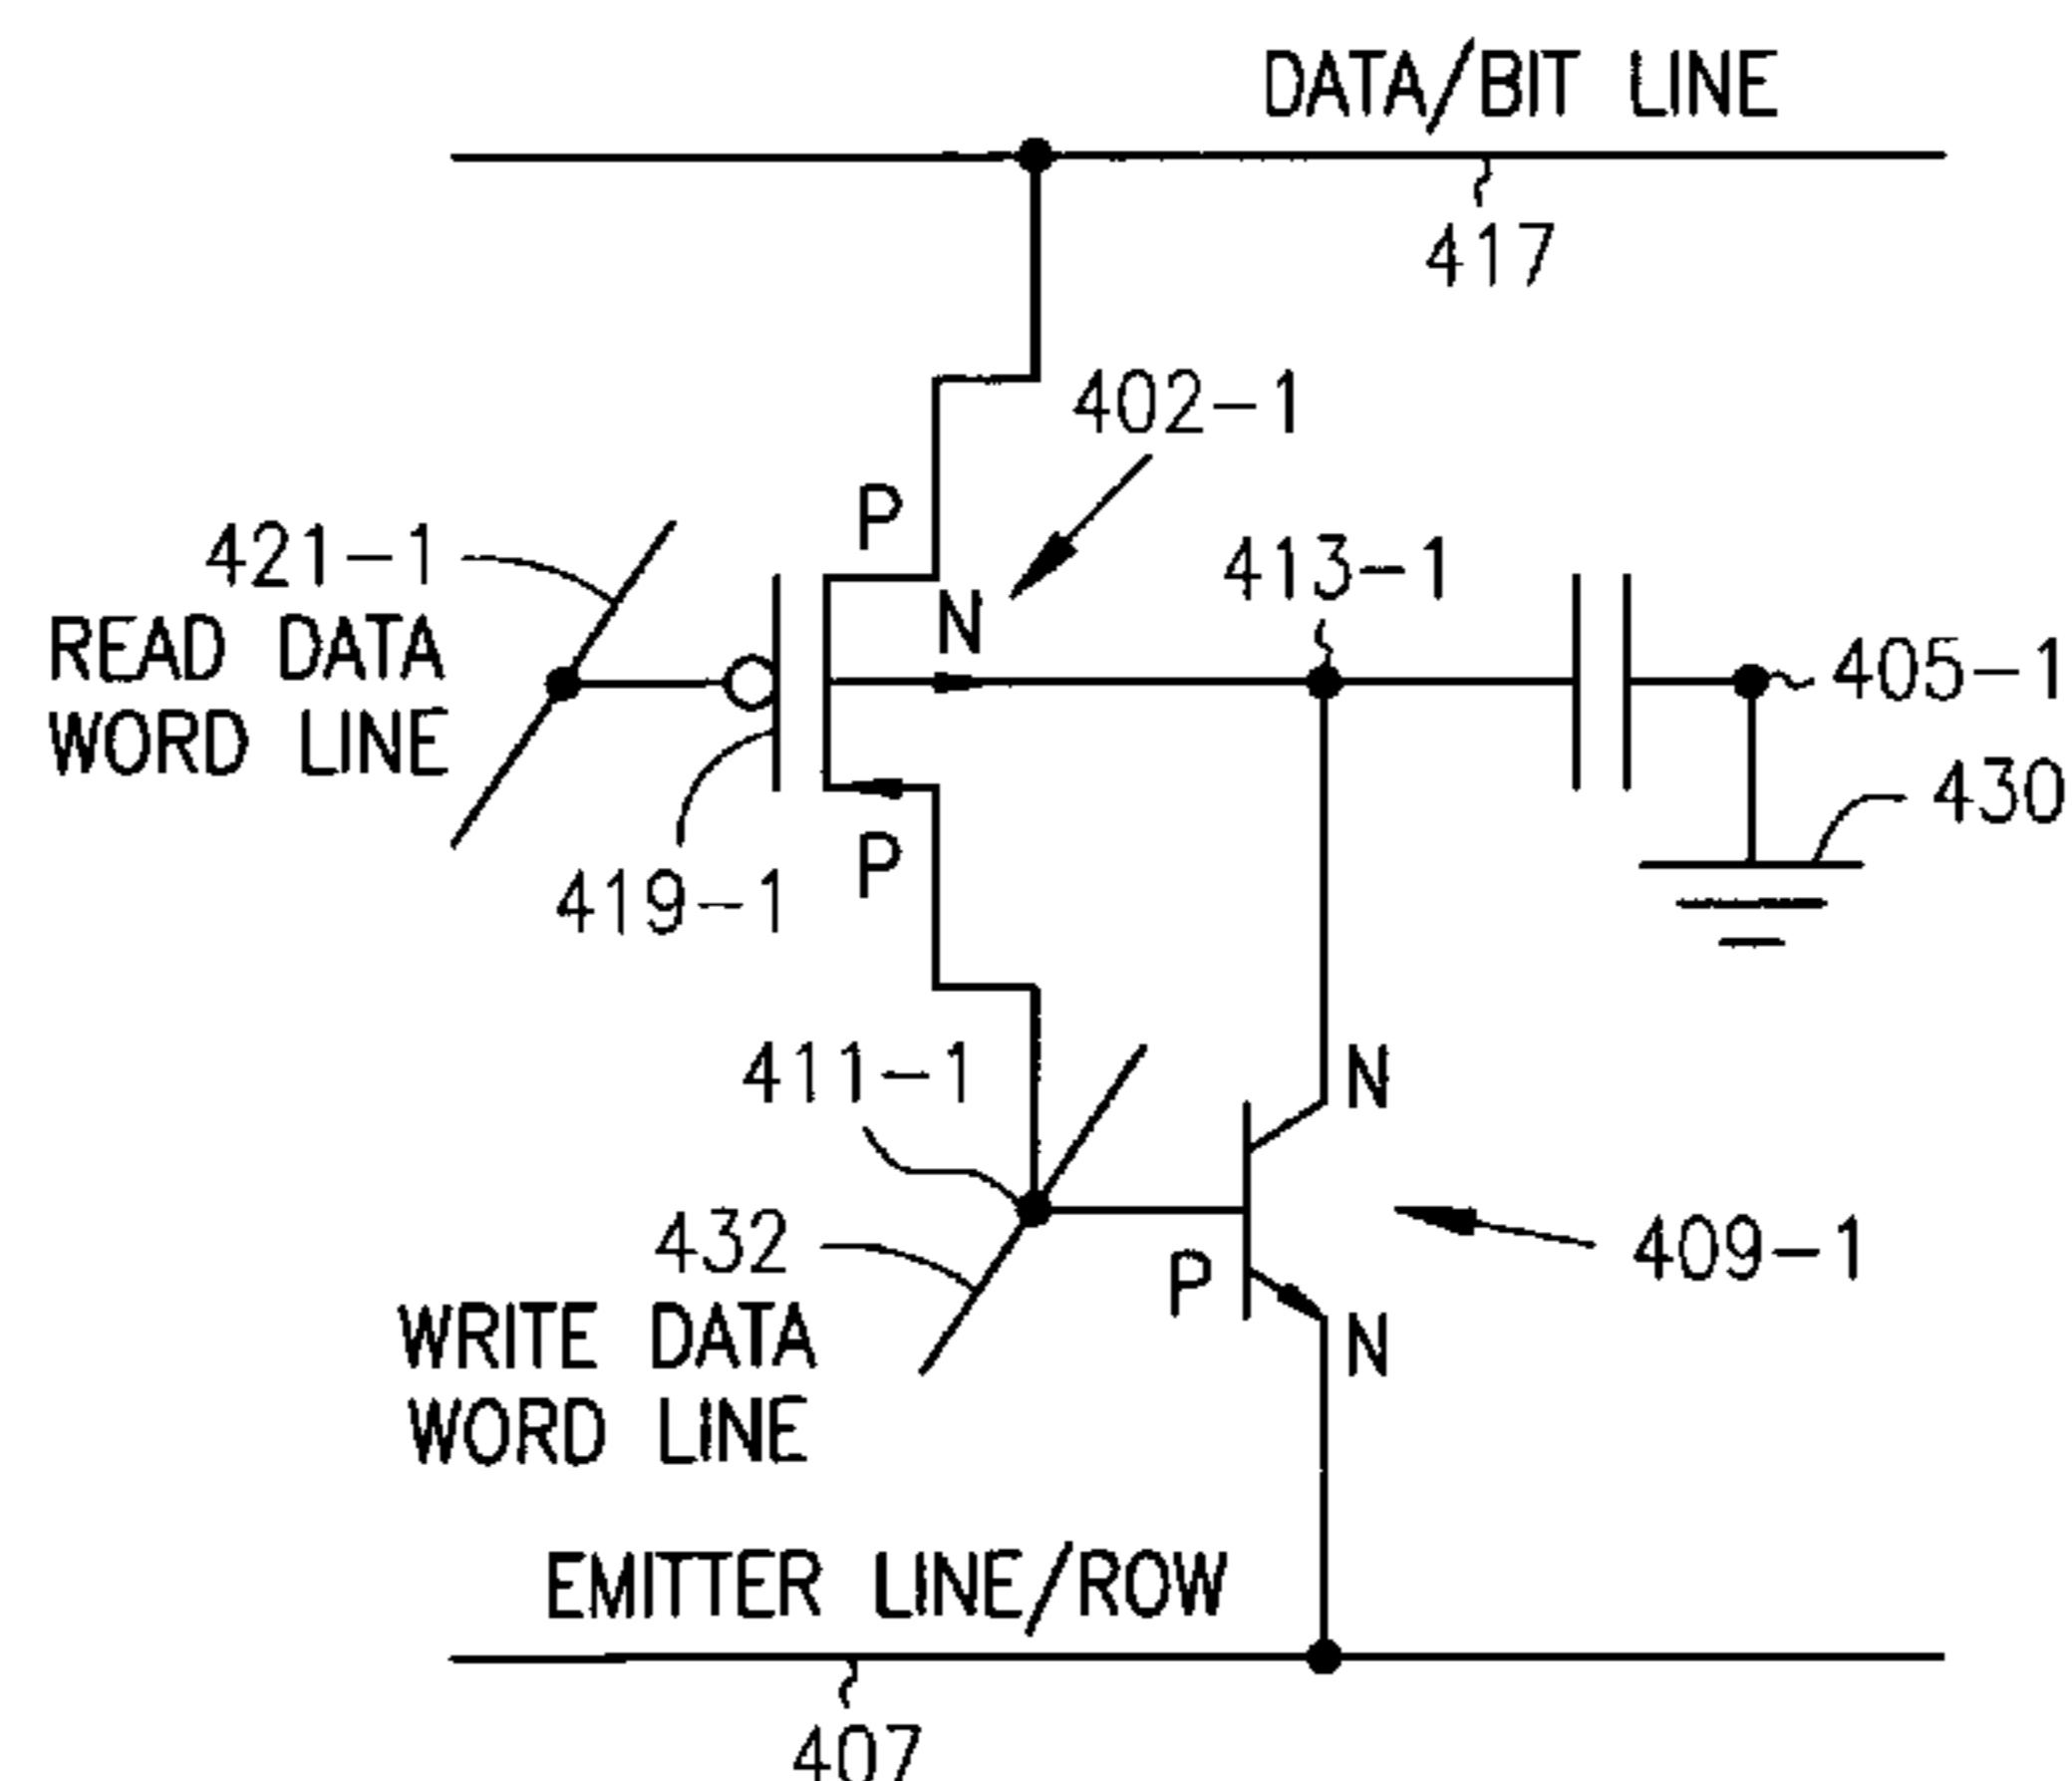 DATA/BIT LINE
417
402-1
P
421-1
N
413-1
READ DATA
WORD LINE
405-1
430
P
419-1
411-1
N
432
P
409-1
WRITE DATA
N
WORD LINE
EMITTER LINE/ROW
407